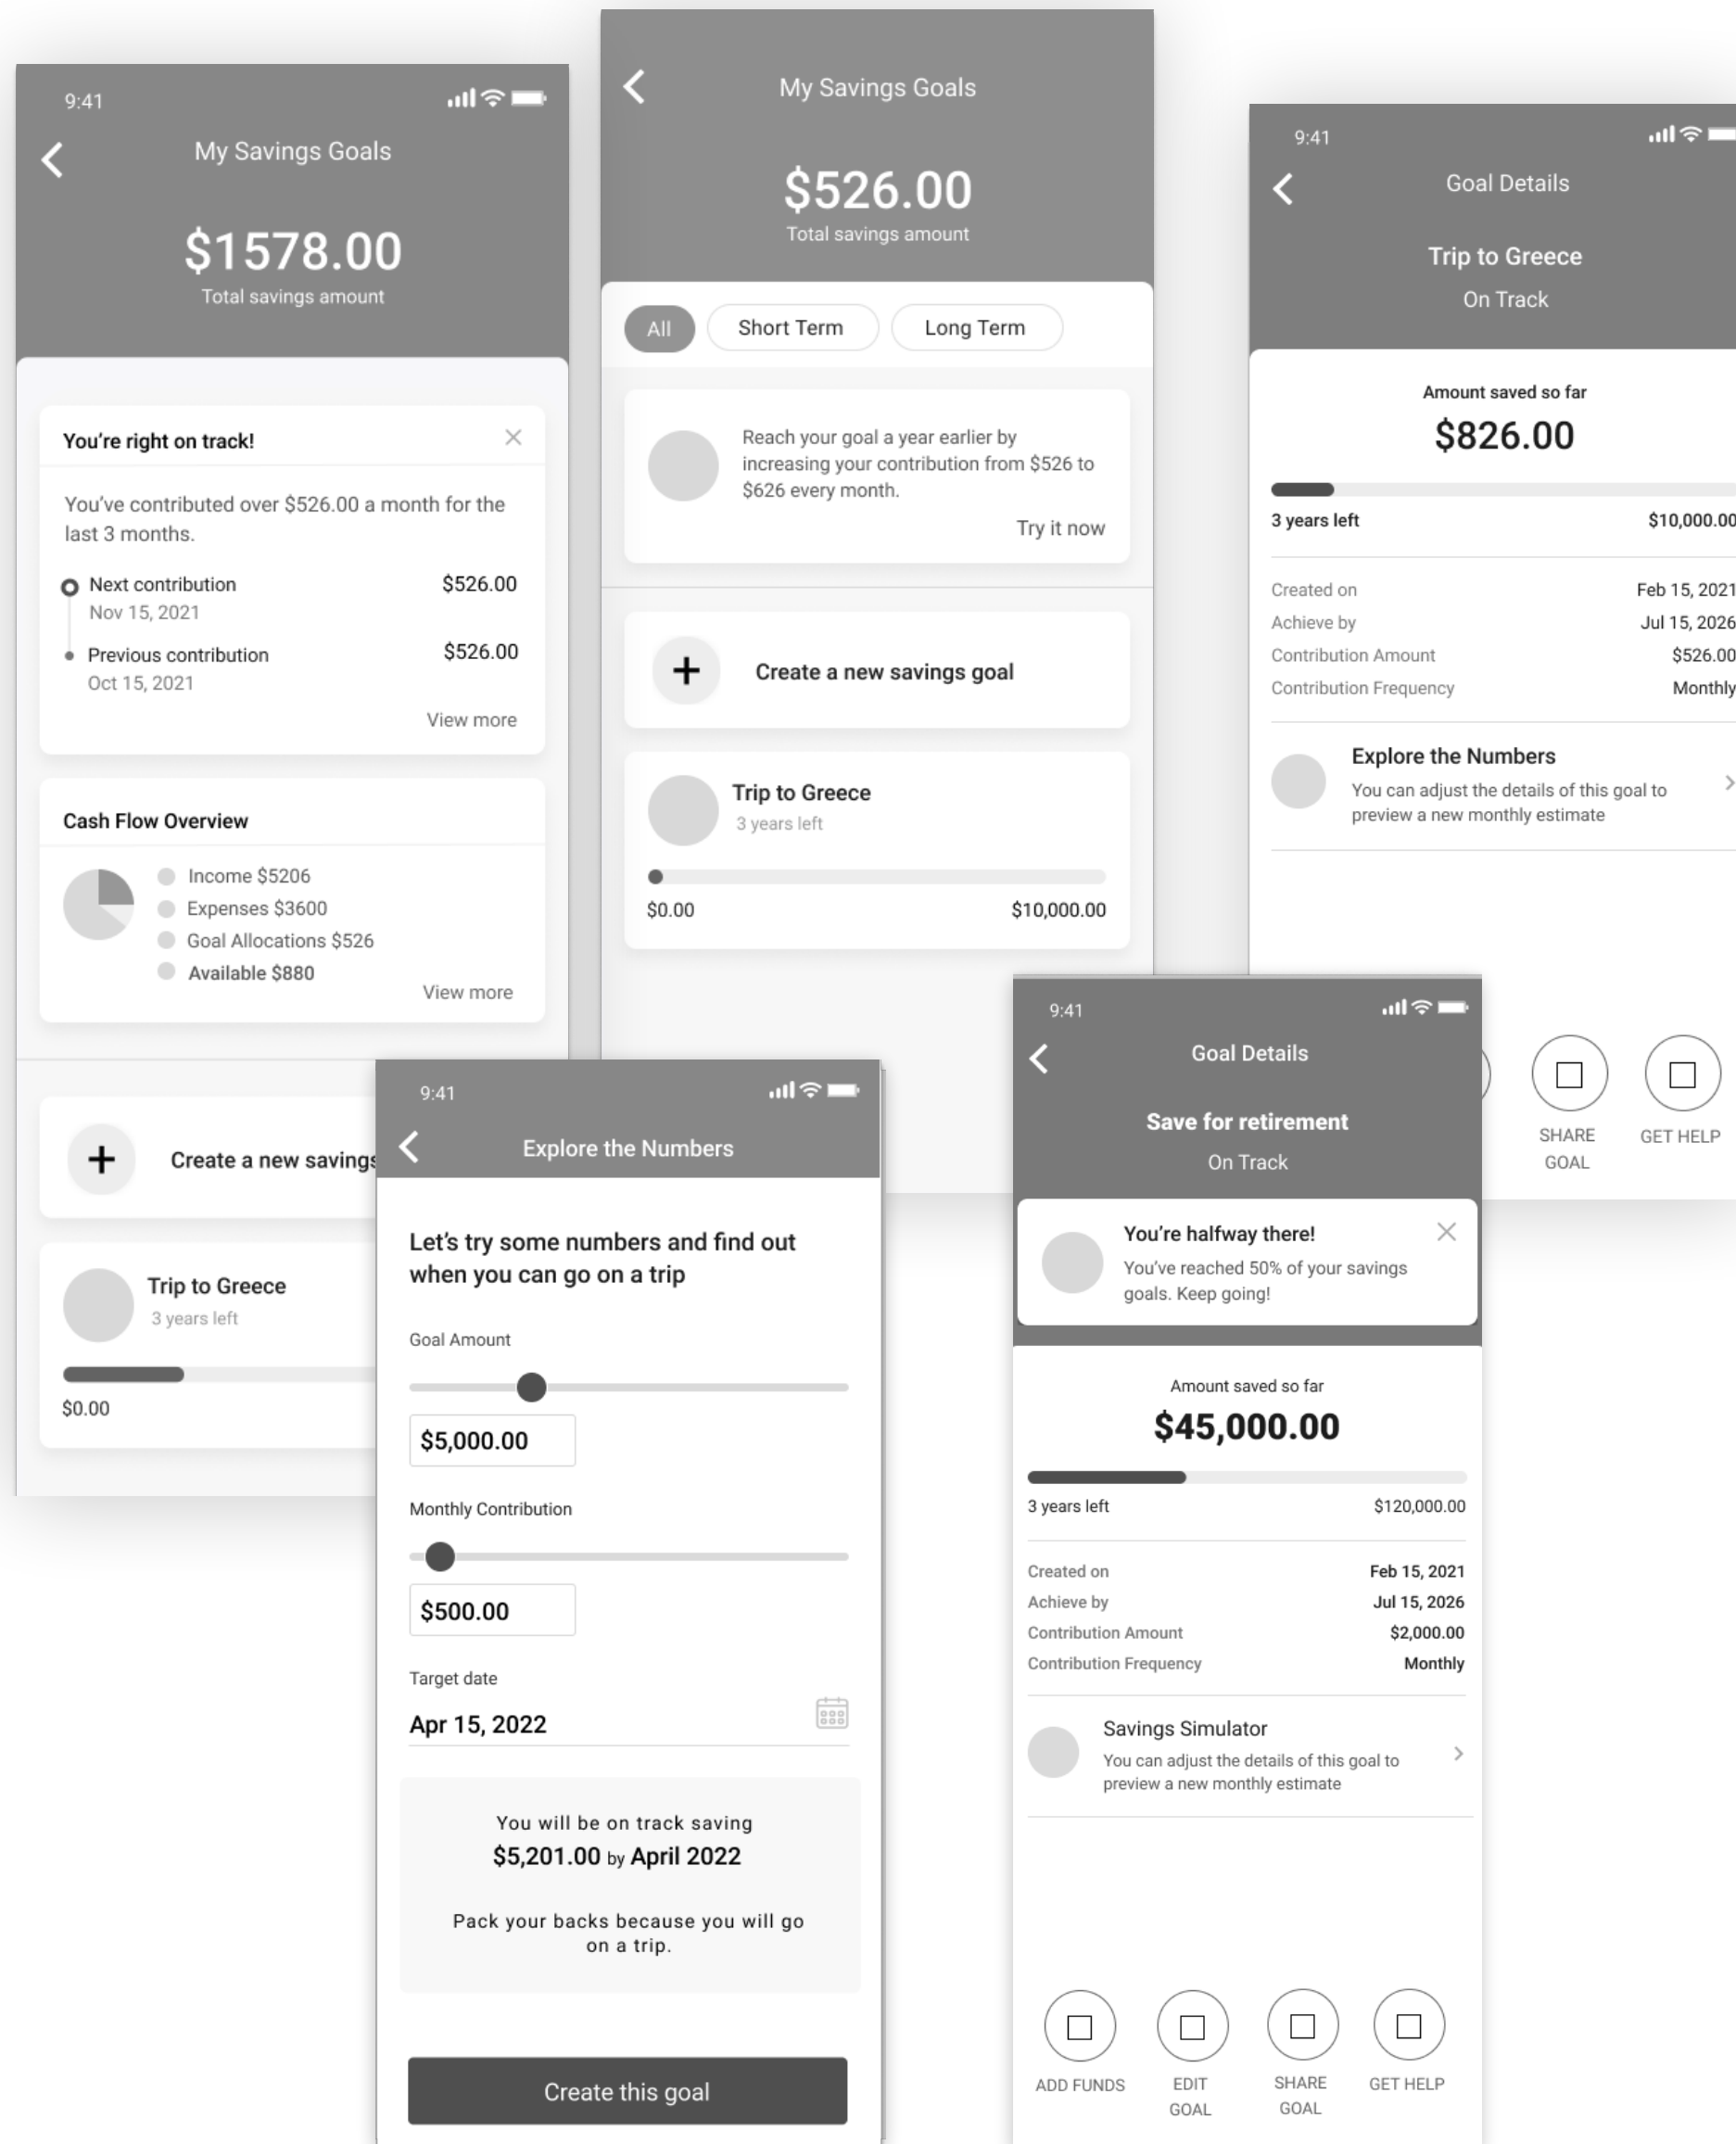 9:41
My Savings Goals
$1578.00
Total savings amount
You're right on track!
You've contributed over $526.00 a month for the
last 3 months.
Next contribution
$526.00
Nov 15, 2021
Previous contribution
$526.00
Oct 15, 2021
View more
Cash Flow Overview
Income $5206
Expenses $3600
Goal Allocations $526
Available $880
View more
Create a new savings
Trip to Greece
3 years left
$0.00
My Savings Goals
$526.00
Total savings amount
All
Short Term
Long Term
Reach your goal a year earlier by
increasing your contribution from $526 to
$626 every month.
Try it now
Create a new savings goal
Trip to Greece
3 years left
$0.00
$10,000.00
9:41
Goal Details
Trip to Greece
On Track
Amount saved so far
$826.00
3 years left
$10,000.00
Created on
Feb 15, 2021
Achieve by
Jul 15, 2026
Contribution Amount
$526.00
Contribution Frequency
Monthly
Explore the Numbers
You can adjust the details of this goal to
preview a new monthly estimate
SHARE
GOAL
GET HELP
9:41
Explore the Numbers
Let's try some numbers and find out
when you can go on a trip
Goal Amount
$5,000.00
Monthly Contribution
$500.00
Target date
Apr 15, 2022
You will be on track saving
$5,201.00 by April 2022
Pack your backs because you will go
on a trip.
Create this goal
9:41
Goal Details
Save for retirement
On Track
You're halfway there!
You've reached 50% of your savings
goals. Keep going!
Amount saved so far
$45,000.00
3 years left
$120,000.00
Created on
Feb 15, 2021
Achieve by
Jul 15, 2026
Contribution Amount
$2,000.00
Contribution Frequency
Monthly
Savings Simulator
You can adjust the details of this goal to
preview a new monthly estimate
ADD FUNDS
EDIT
GOAL
SHARE
GOAL
GET HELP